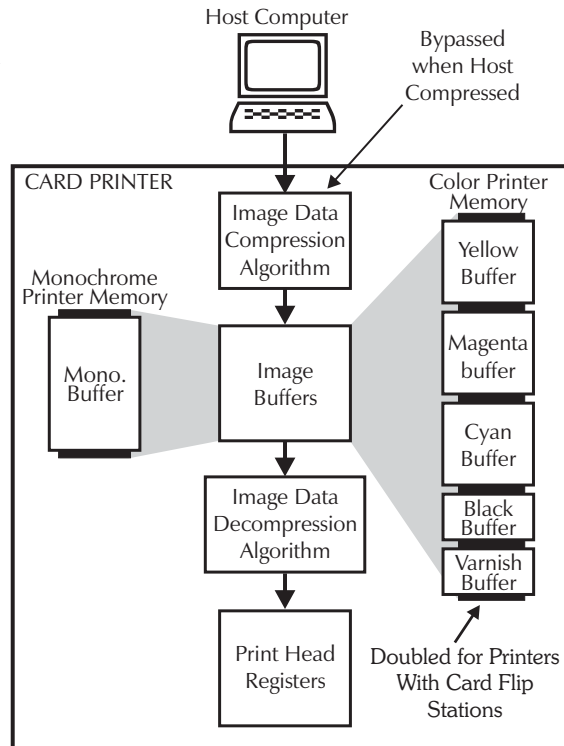 Host Computer
Bypassed
when Host
Compressed
CARD PRINTER
Image Data
Compression
Algorithm
Color Printer
Memory
Yellow
Buffer
Monochrome
Printer Memory
Mono.
Buffer
Image
Buffers
Magenta
buffer
Cyan
Buffer
Image Data
Decompression
Algorithm
Black
Buffer
Varnish
Buffer
Print Head
Registers
Doubled for Printers
With Card Flip
Stations